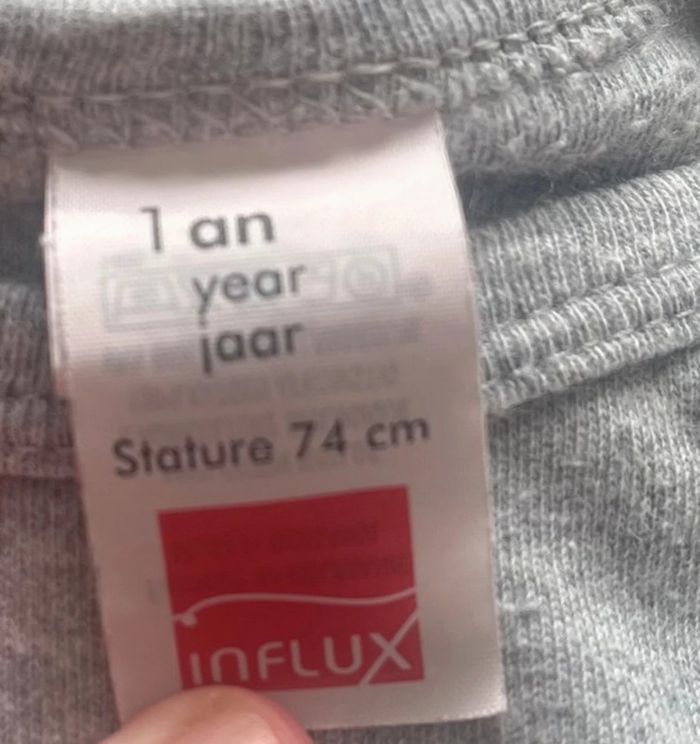 1 an
year
jaar
Stature 74 cm
INFLUX